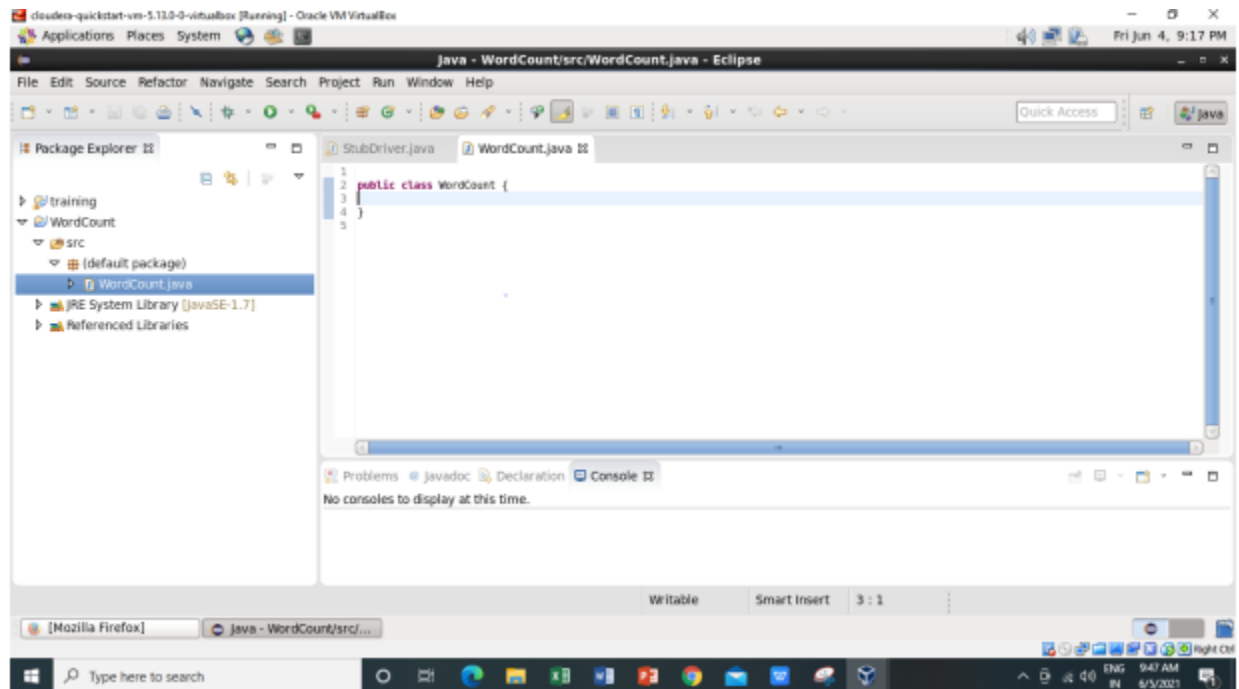 cloudera-quickstart-vm-5.13.0-0-virtualbox [Running] - Oracle VM VirtualBox
Applications Places System Fri Jun 4, 9:17 PM
Java - WordCount/src/WordCount.java - Eclipse
File Edit Source Refactor Navigate Search Project Run Window Help
Quick Access Java
Package Explorer
StubDriver.java WordCount.java
training
WordCount
src
(default package)
WordCount.java
JRE System Library [JavaSE-1.7]
Referenced Libraries
1
2 public class WordCount {
3
4 }
5
Problems Javadoc Declaration Console
No consoles to display at this time.
Writable Smart Insert 3 : 1
[Mozilla Firefox] Java - WordCount/src/...
Right Ctrl
Type here to search
ENG 9:47 AM
IN 6/5/2021